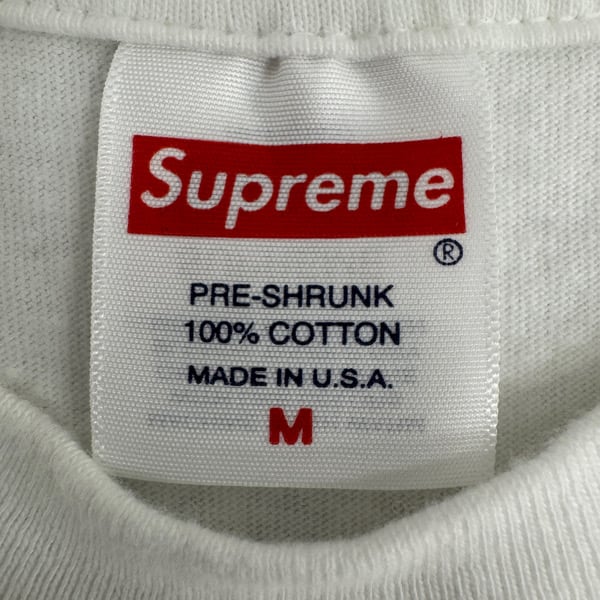 Supreme
®
PRE-SHRUNK
100% COTTON
MADE IN U.S.A.
M